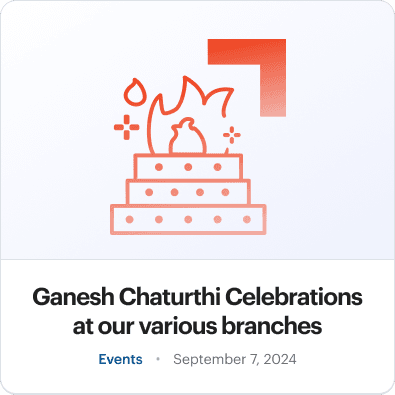 Ganesh Chaturthi Celebrations
at our various branches
Events • September 7, 2024